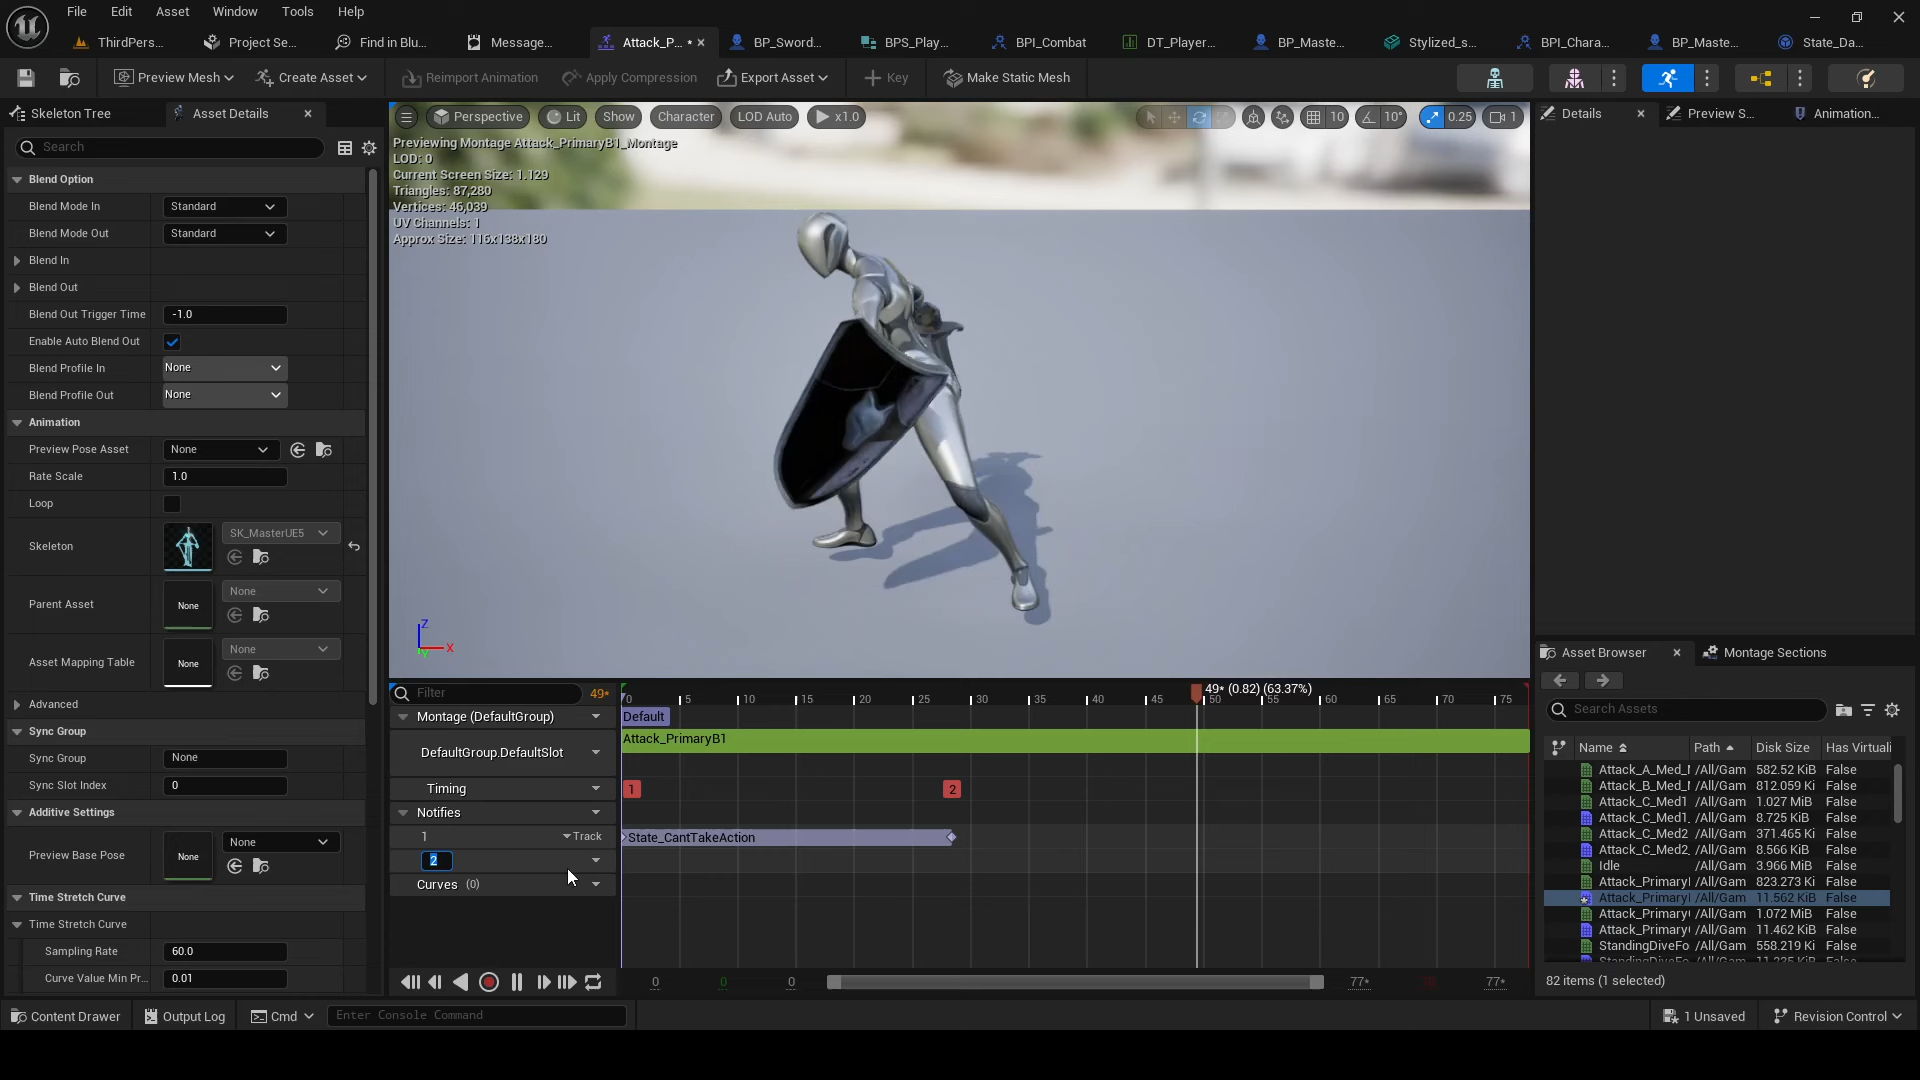 File Edit Asset Window Tools Help
ThirdPers... Project Se... Find in Blu... Message... Attack_P... * BP_Sword... BPS_Play... BPI_Combat DT_Player... BP_Maste... Stylized_s... BPI_Chara... BP_Maste... State_Da...
Preview Mesh Create Asset Reimport Animation Apply Compression Export Asset Key Make Static Mesh
Skeleton Tree Asset Details
Search
Blend Option
Blend Mode In Standard
Blend Mode Out Standard
Blend In
Blend Out
Blend Out Trigger Time -1.0
Enable Auto Blend Out
Blend Profile In None
Blend Profile Out None
Animation
Preview Pose Asset None
Rate Scale 1.0
Loop
Skeleton SK_MasterUE5
Parent Asset None None
Asset Mapping Table None None
Advanced
Sync Group
Sync Group None
Sync Slot Index 0
Additive Settings
Preview Base Pose None None
Time Stretch Curve
Time Stretch Curve
Sampling Rate 60.0
Curve Value Min Pr... 0.01
Perspective Lit Show Character LOD Auto x1.0 10 10° 0.25 1
Previewing Montage Attack_PrimaryB1_Montage
LOD: 0
Current Screen Size: 1.129
Triangles: 87,280
Vertices: 46,039
UV Channels: 1
Approx Size: 116x138x180
Z
X
Y
Filter 49* 0 5 10 15 20 25 30 35 40 45 49* (0.82) (63.37%) 50 55 60 65 70 75
Montage (DefaultGroup) Default
Attack_PrimaryB1
DefaultGroup.DefaultSlot
Timing 1 2
Notifies
1 Track State_CantTakeAction
2
Curves (0)
0 0 0 77* 77*
Details Preview S... Animation...
Asset Browser Montage Sections
Search Assets
Name Path Disk Size Has Virtuali
Attack_A_Med_ /All/Gam 582.52 KiB False
Attack_B_Med_ /All/Gam 812.059 Ki False
Attack_C_Med1 /All/Gam 1.027 MiB False
Attack_C_Med1_ /All/Gam 8.725 KiB False
Attack_C_Med2 /All/Gam 371.465 Ki False
Attack_C_Med2_ /All/Gam 8.566 KiB False
Idle /All/Gam 3.966 MiB False
Attack_Primary /All/Gam 823.273 Ki False
Attack_Primary /All/Gam 11.562 KiB False
Attack_Primary /All/Gam 1.072 MiB False
Attack_Primary /All/Gam 11.462 KiB False
StandingDiveFo /All/Gam 558.219 Ki False
StandingDiveFo /All/Gam 11.335 KiB False
82 items (1 selected)
Content Drawer Output Log Cmd Enter Console Command 1 Unsaved Revision Control